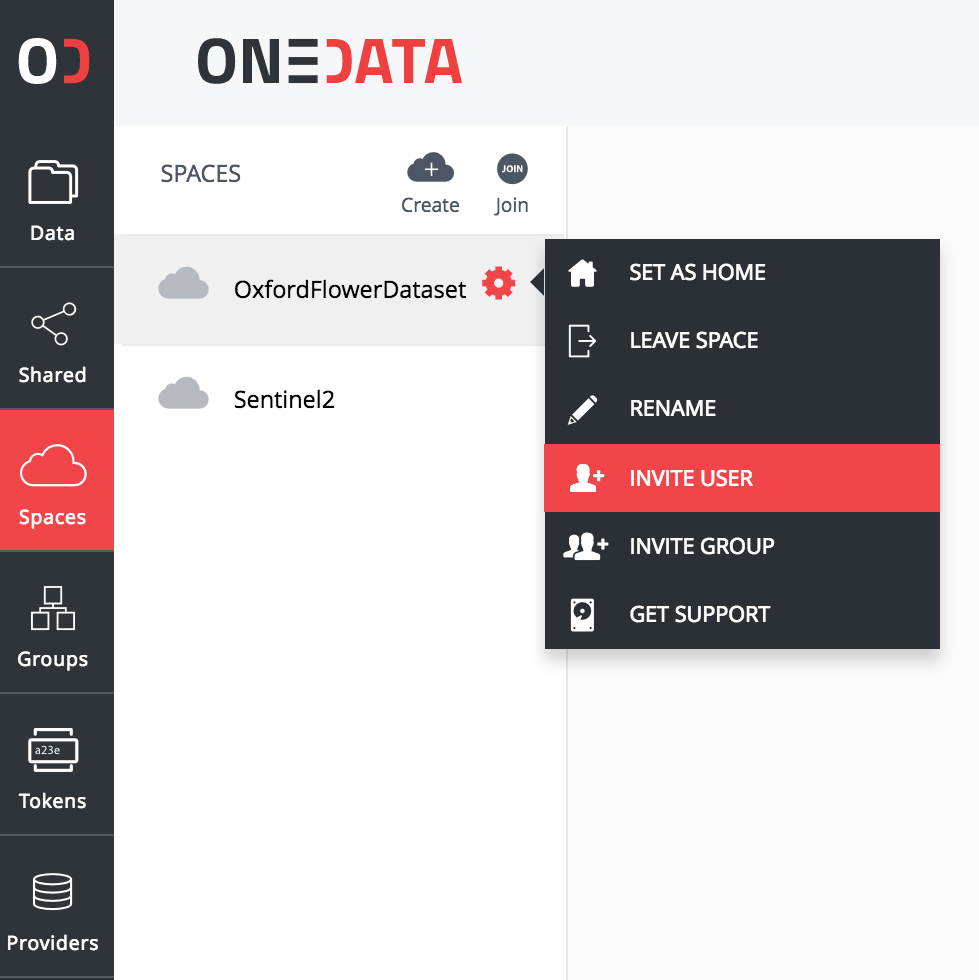 OD
ONEDATA
Data
Shared
Spaces
Groups
a23e
Tokens
Providers
SPACES
Create
JOIN
Join
OxfordFlowerDataset
Sentinel2
SET AS HOME
LEAVE SPACE
RENAME
INVITE USER
INVITE GROUP
GET SUPPORT